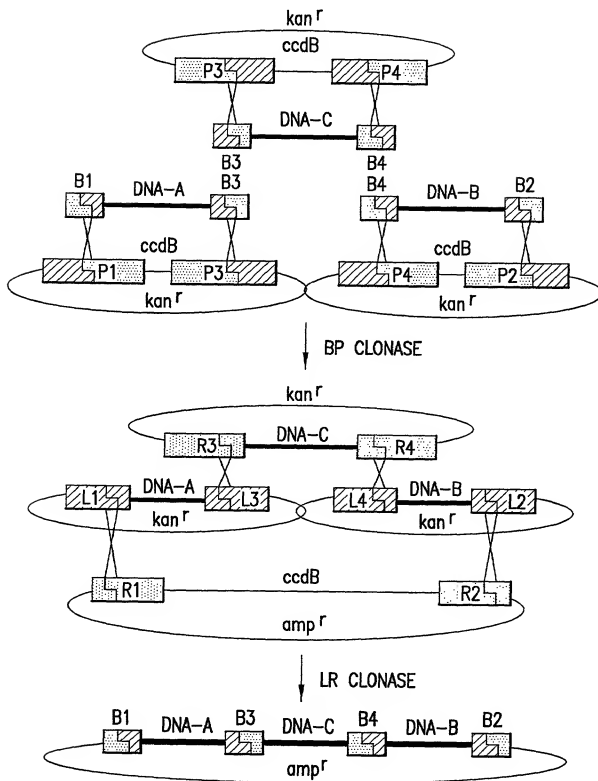 kan r
ccdB
P3 P4
DNA-C
B3 B4
B1 DNA-A B3 B4 DNA-B B2
ccdB ccdB
P1 P3 P4 P2
kan r kan r
BP CLONASE
kan r
DNA-C
R3 R4
DNA-A DNA-B
L1 L3 L4 L2
kan r kan r
ccdB
R1 R2
amp r
LR CLONASE
B1 DNA-A B3 DNA-C B4 DNA-B B2
amp r